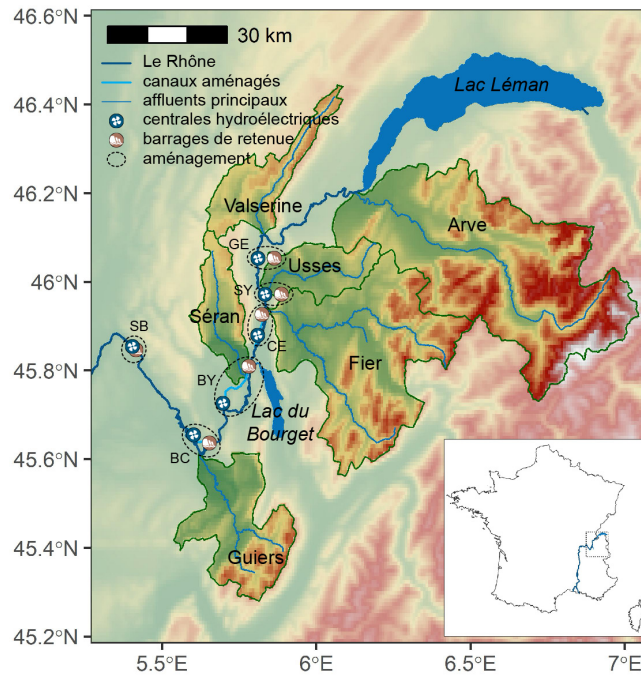 46.6°N
30 km
Le Rhône
canaux aménagés
affluents principaux
centrales hydroélectriques
barrages de retenue
aménagement
Lac Léman
46.4°N
46.2°N
Valserine
Arve
GE
Usses
46°N
SY
Séran
SB
CE
Fier
45.8°N
BY
Lac du
Bourget
BC
45.6°N
Guiers
45.4°N
45.2°N
5.5°E
6°E
6.5°E
7°E